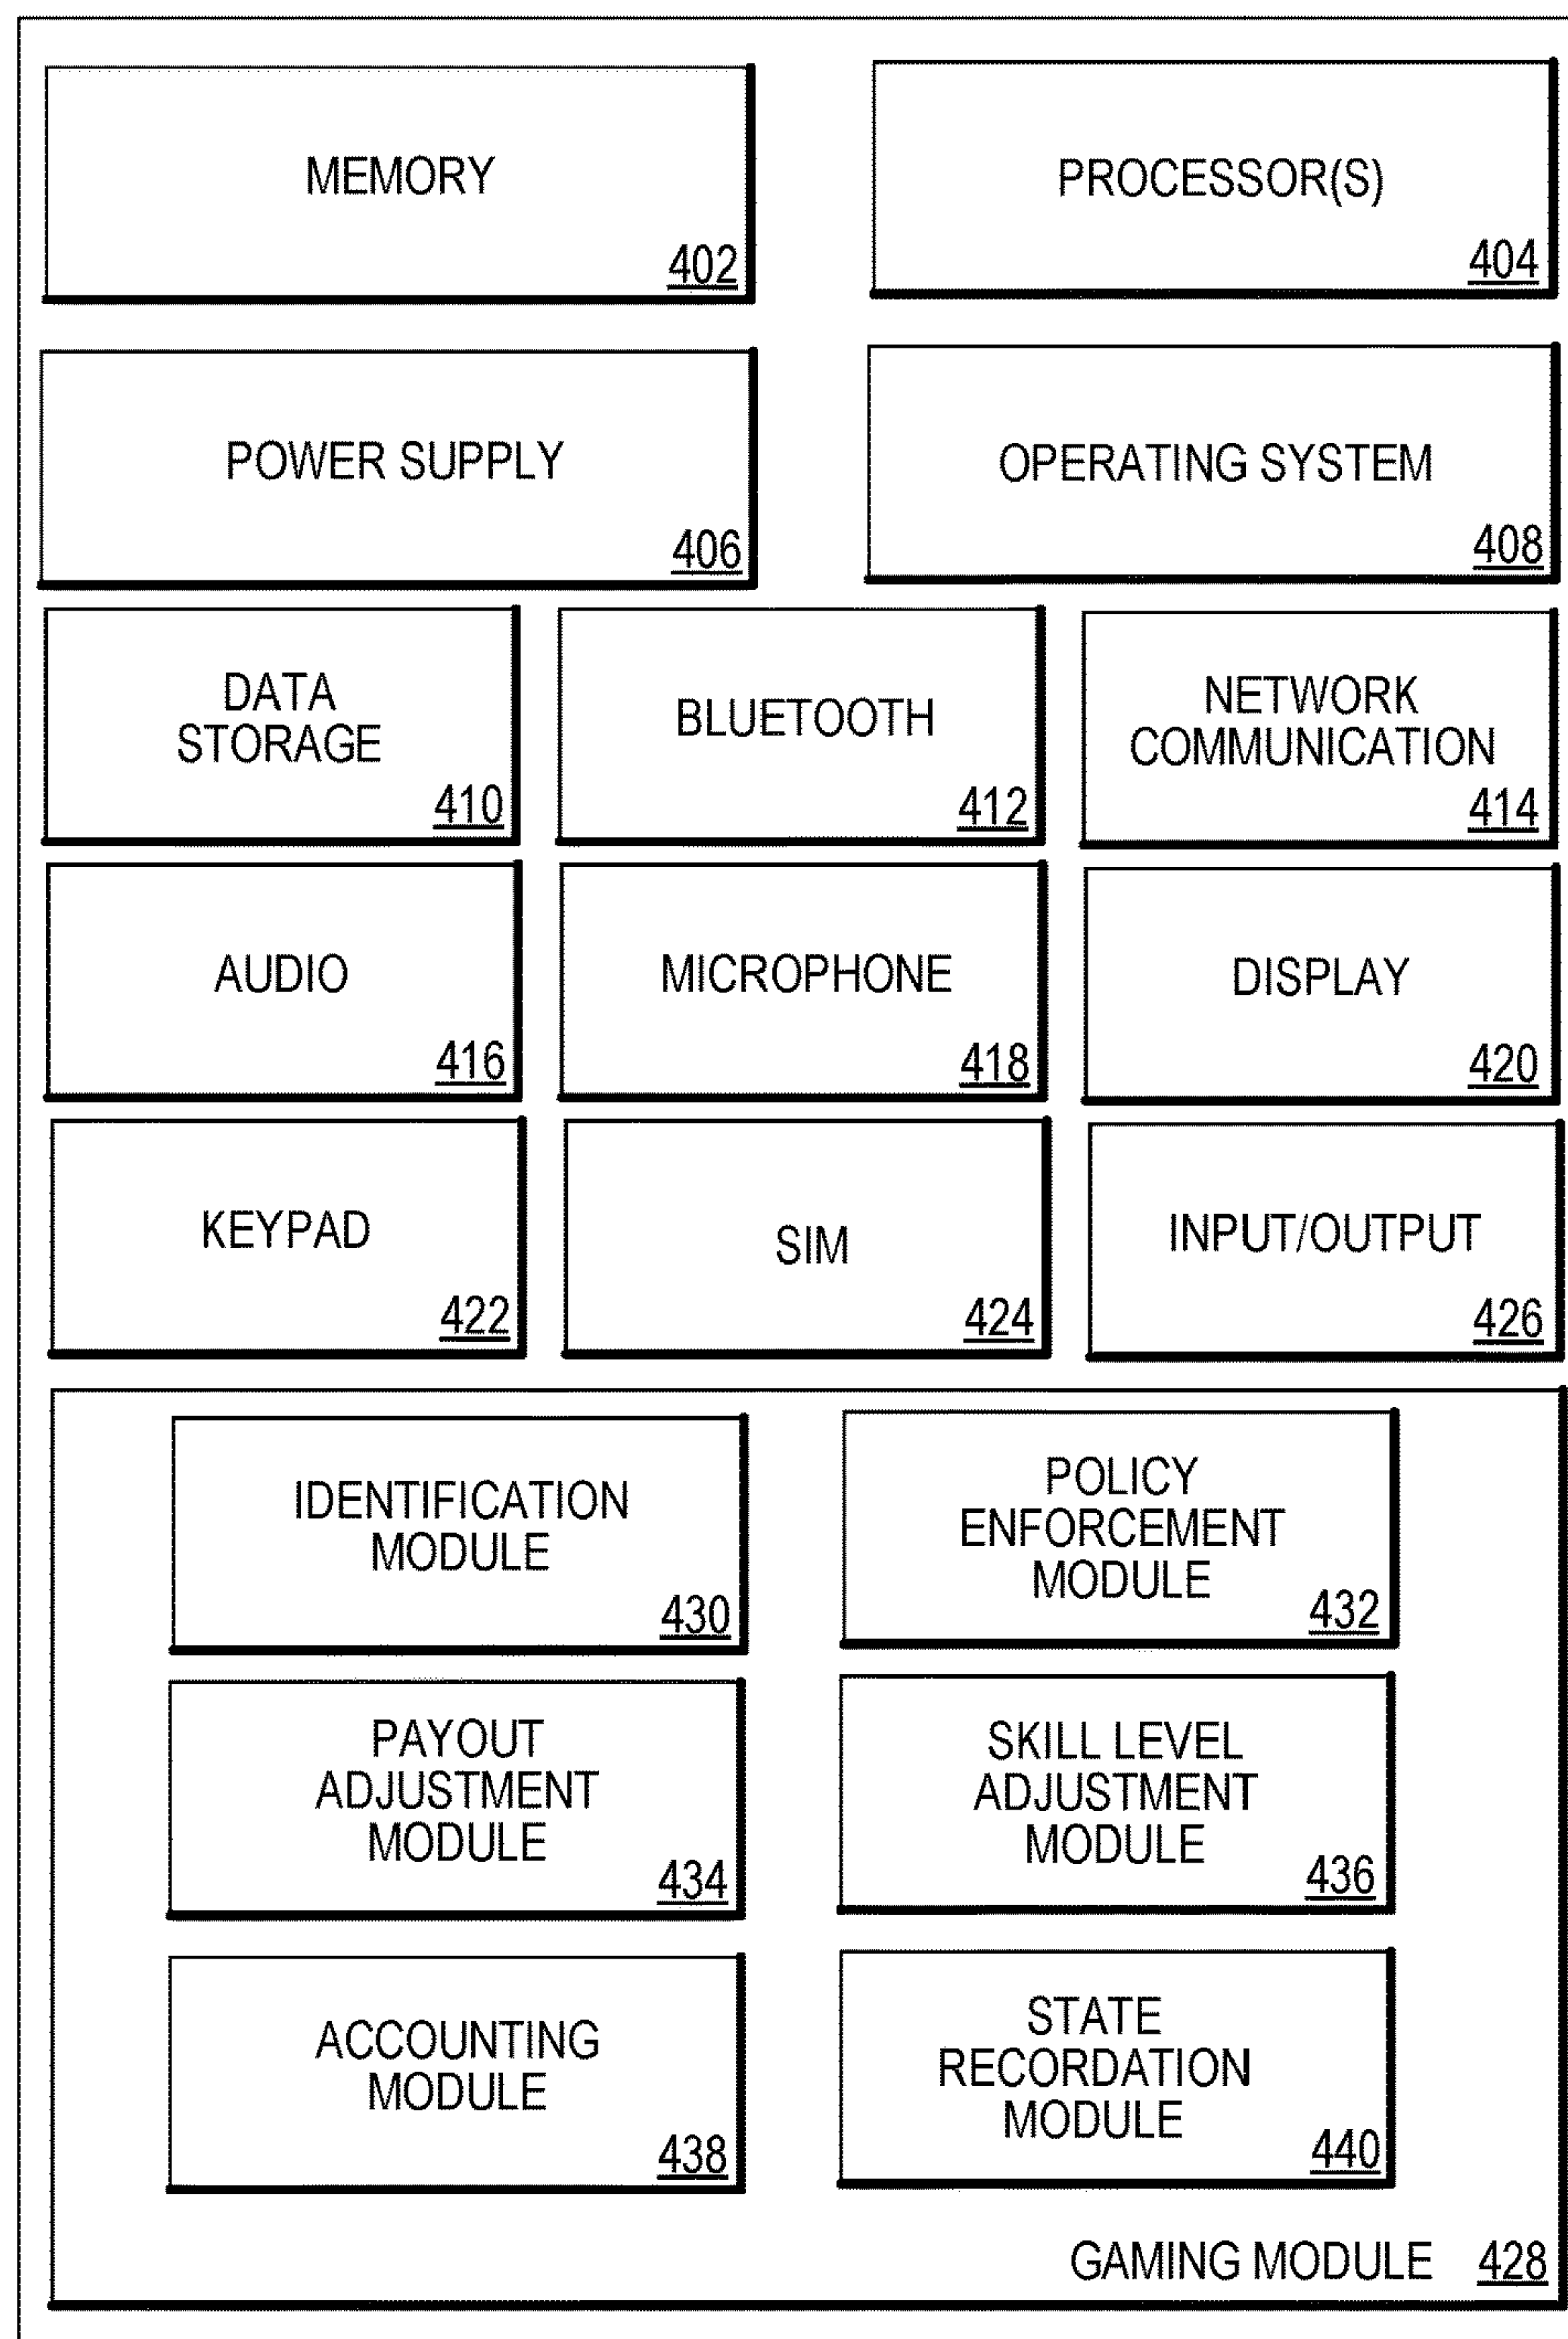 MEMORY
402
PROCESSOR(S)
404
POWER SUPPLY
406
OPERATING SYSTEM
408
DATA
STORAGE
410
BLUETOOTH
412
NETWORK
COMMUNICATION
414
AUDIO
416
MICROPHONE
418
DISPLAY
420
KEYPAD
422
SIM
424
INPUT/OUTPUT
426
IDENTIFICATION
MODULE
430
POLICY
ENFORCEMENT
MODULE
432
PAYOUT
ADJUSTMENT
MODULE
434
SKILL LEVEL
ADJUSTMENT
MODULE
436
ACCOUNTING
MODULE
438
STATE
RECORDATION
MODULE
440
GAMING MODULE 428